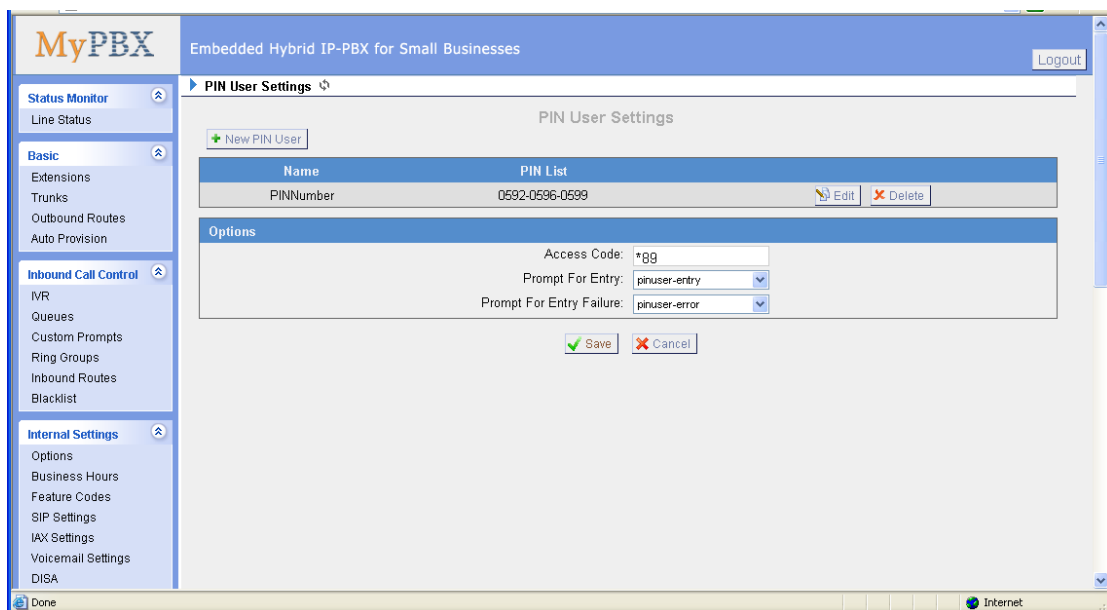 MyPBX
Embedded Hybrid IP-PBX for Small Businesses
Logout
Status Monitor
Line Status
Basic
Extensions
Trunks
Outbound Routes
Auto Provision
Inbound Call Control
IVR
Queues
Custom Prompts
Ring Groups
Inbound Routes
Blacklist
Internal Settings
Options
Business Hours
Feature Codes
SIP Settings
IAX Settings
Voicemail Settings
DISA
PIN User Settings
PIN User Settings
New PIN User
Name PIN List
PINNumber 0592-0596-0599 Edit Delete
Options
Access Code: *89
Prompt For Entry: pinuser-entry
Prompt For Entry Failure: pinuser-error
Save Cancel
Done Internet